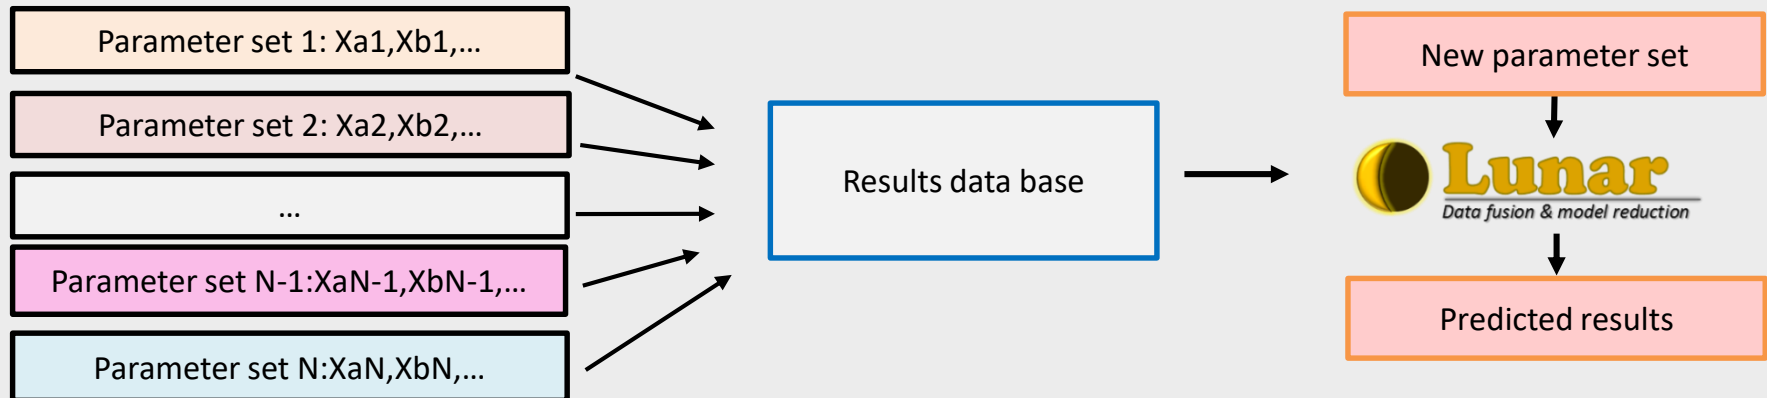 Parameter set 1: Xa1,Xb1,…
Parameter set 2: Xa2,Xb2,…
…
Parameter set N-1:XaN-1,XbN-1,…
Parameter set N:XaN,XbN,…
Results data base
New parameter set
Lunar
Data fusion & model reduction
Predicted results